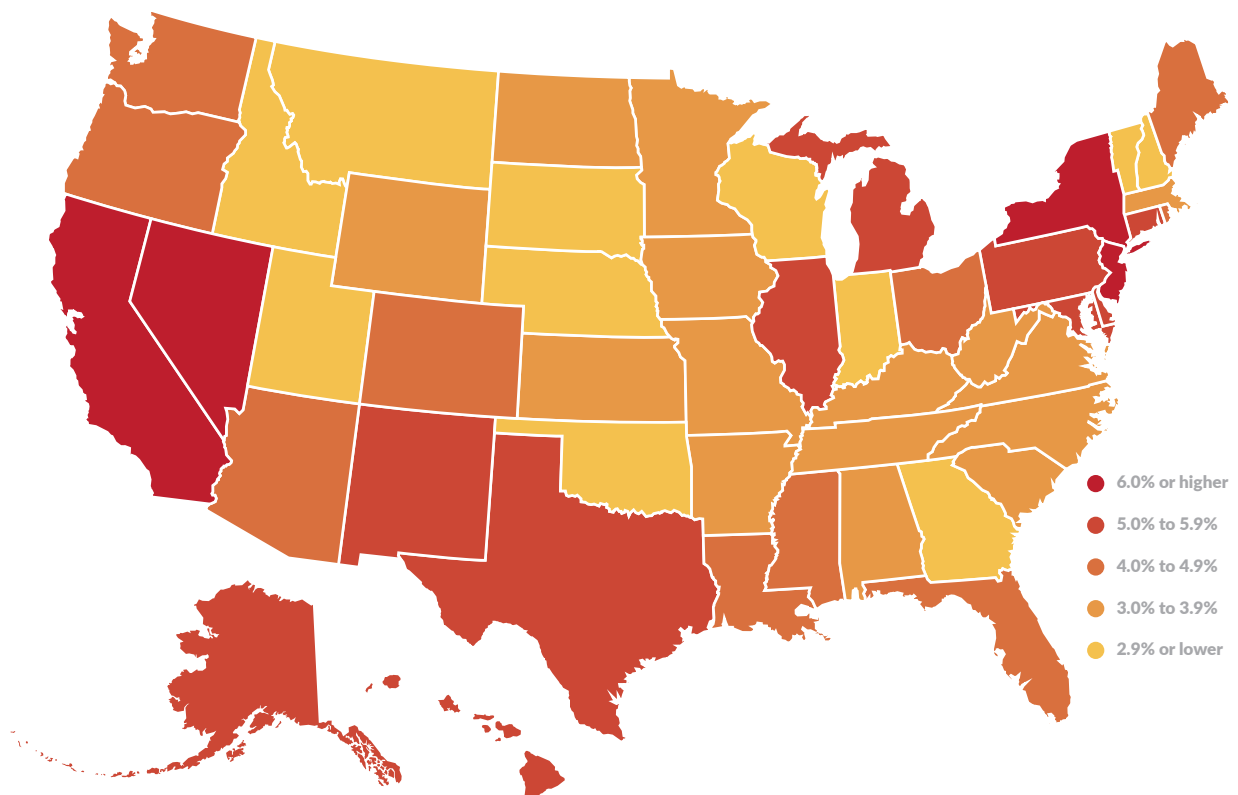 6.0% or higher
5.0% to 5.9%
4.0% to 4.9%
3.0% to 3.9%
2.9% or lower